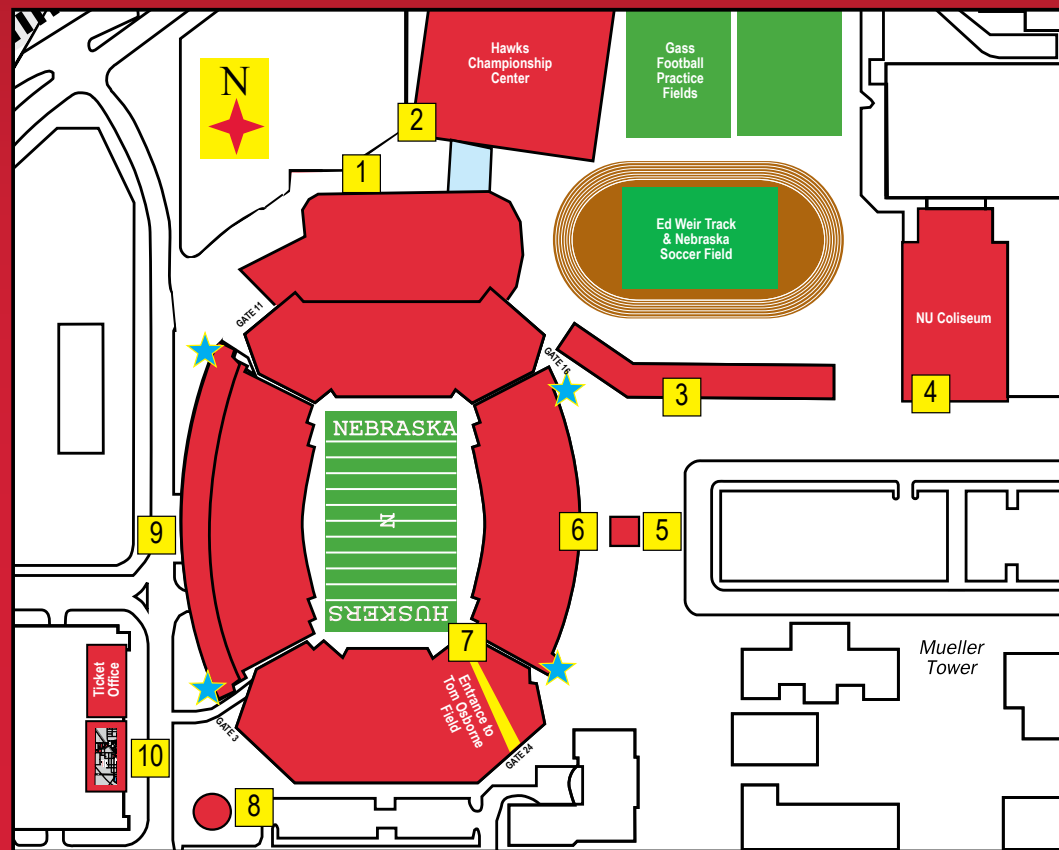 Hawks
Championship
Center
Gass
Football
Practice
Fields
N
2
1
Ed Weir Track
& Nebraska
Soccer Field
NU Coliseum
GATE 11
GATE 16
3
4
NEBRASKA
N
HUSKERS
9
6
5
7
Mueller
Tower
Ticket
Office
Entrance to
Tom Osborne
Field
GATE 3
GATE 24
10
8